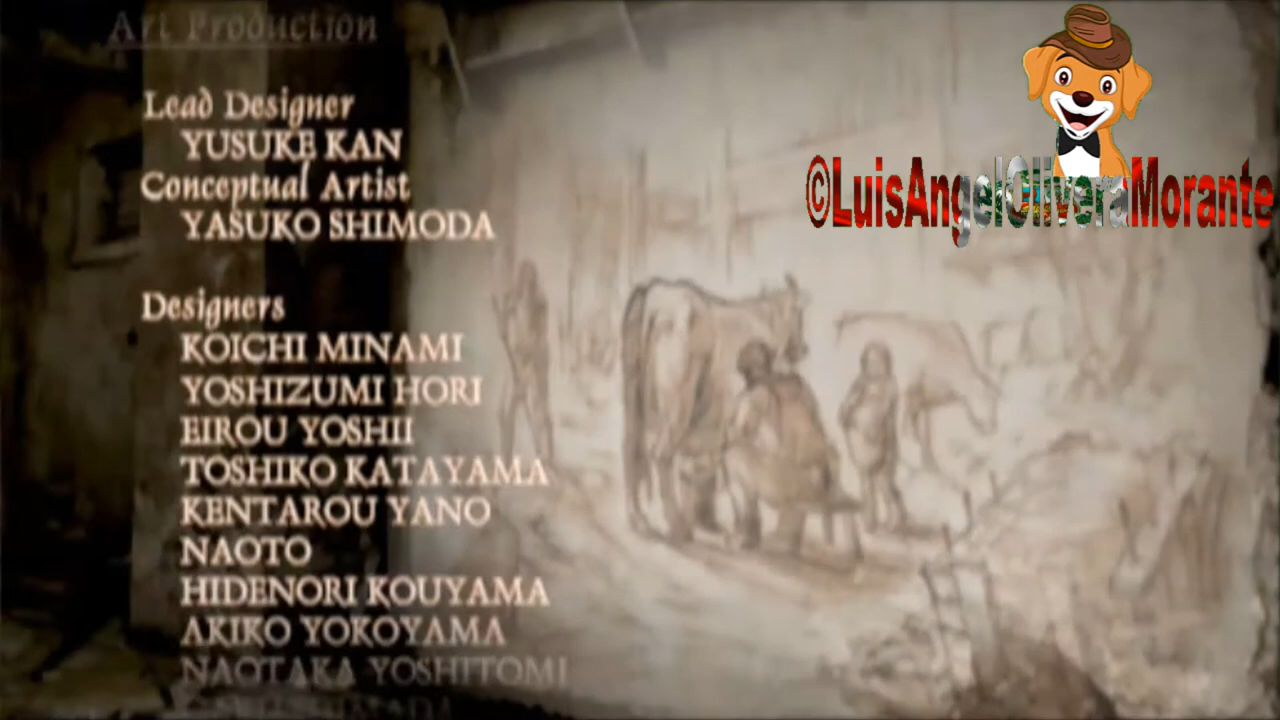 Art Production
Lead Designer
YUSUKE KAN
Conceptual Artist
YASUKO SHIMODA
Designers
KOICHI MINAMI
YOSHIZUMI HORI
EIROU YOSHII
TOSHIKO KATAYAMA
KENTAROU YANO
NAOTO
HIDENORI KOUYAMA
AKIKO YOKOYAMA
NAOTAKA YOSHITOMI
©LuisAngelOliveraMorante